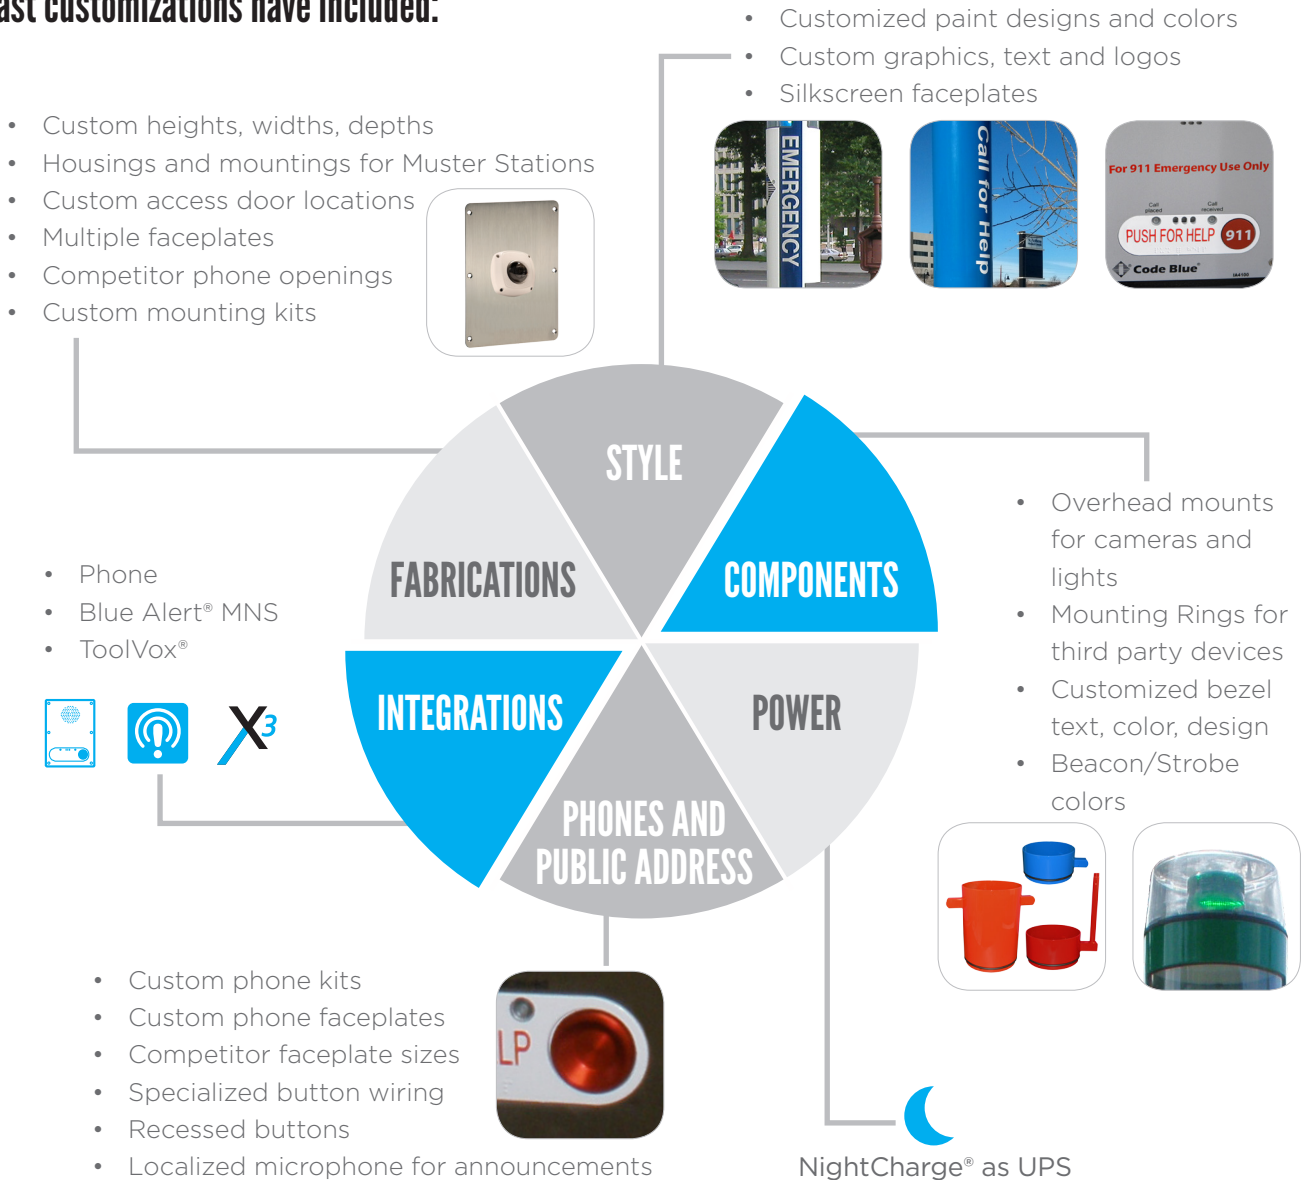 ast customizations have included:
• Customized paint designs and colors
• Custom graphics, text and logos
• Silkscreen faceplates
EMERGENCY
Call for Help
For 911 Emergency Use Only
Call placed
Call received
PUSH FOR HELP 911
Code Blue®
IA4100
• Custom heights, widths, depths
• Housings and mountings for Muster Stations
• Custom access door locations
• Multiple faceplates
• Competitor phone openings
• Custom mounting kits
STYLE
FABRICATIONS
COMPONENTS
INTEGRATIONS
POWER
PHONES AND
PUBLIC ADDRESS
• Phone
• Blue Alert® MNS
• ToolVox®
X3
• Overhead mounts
for cameras and
lights
• Mounting Rings for
third party devices
• Customized bezel
text, color, design
• Beacon/Strobe
colors
• Custom phone kits
• Custom phone faceplates
• Competitor faceplate sizes
• Specialized button wiring
• Recessed buttons
• Localized microphone for announcements
LP
NightCharge® as UPS